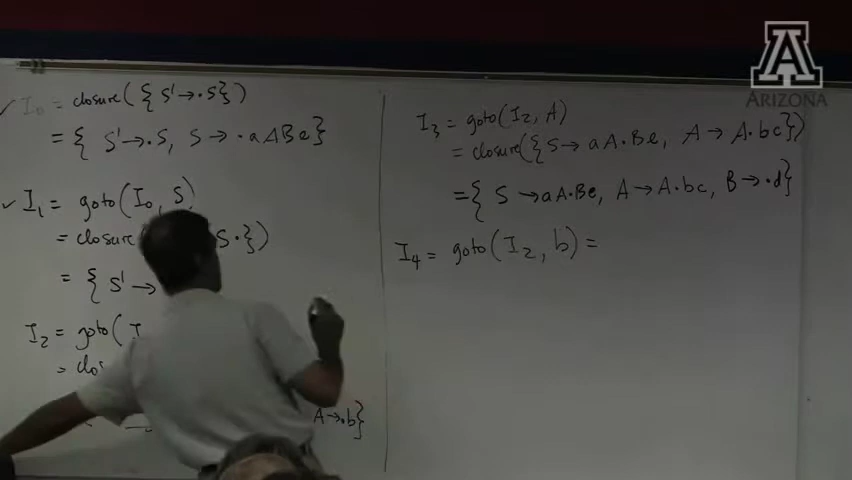 ✓ I₀ = closure({S'→·S})
= { S'→·S, S→·aABe}
✓ I₁ = goto(I₀, S)
= closure( S·})
= { S'→
I₂ = goto(I
= clos
A→·b}
I₃ = goto(I₂, A)
= closure({S→aA·Be, A→A·bc})
= { S→aA·Be, A→A·bc, B→·d}
I₄ = goto(I₂, b) =
A
ARIZONA